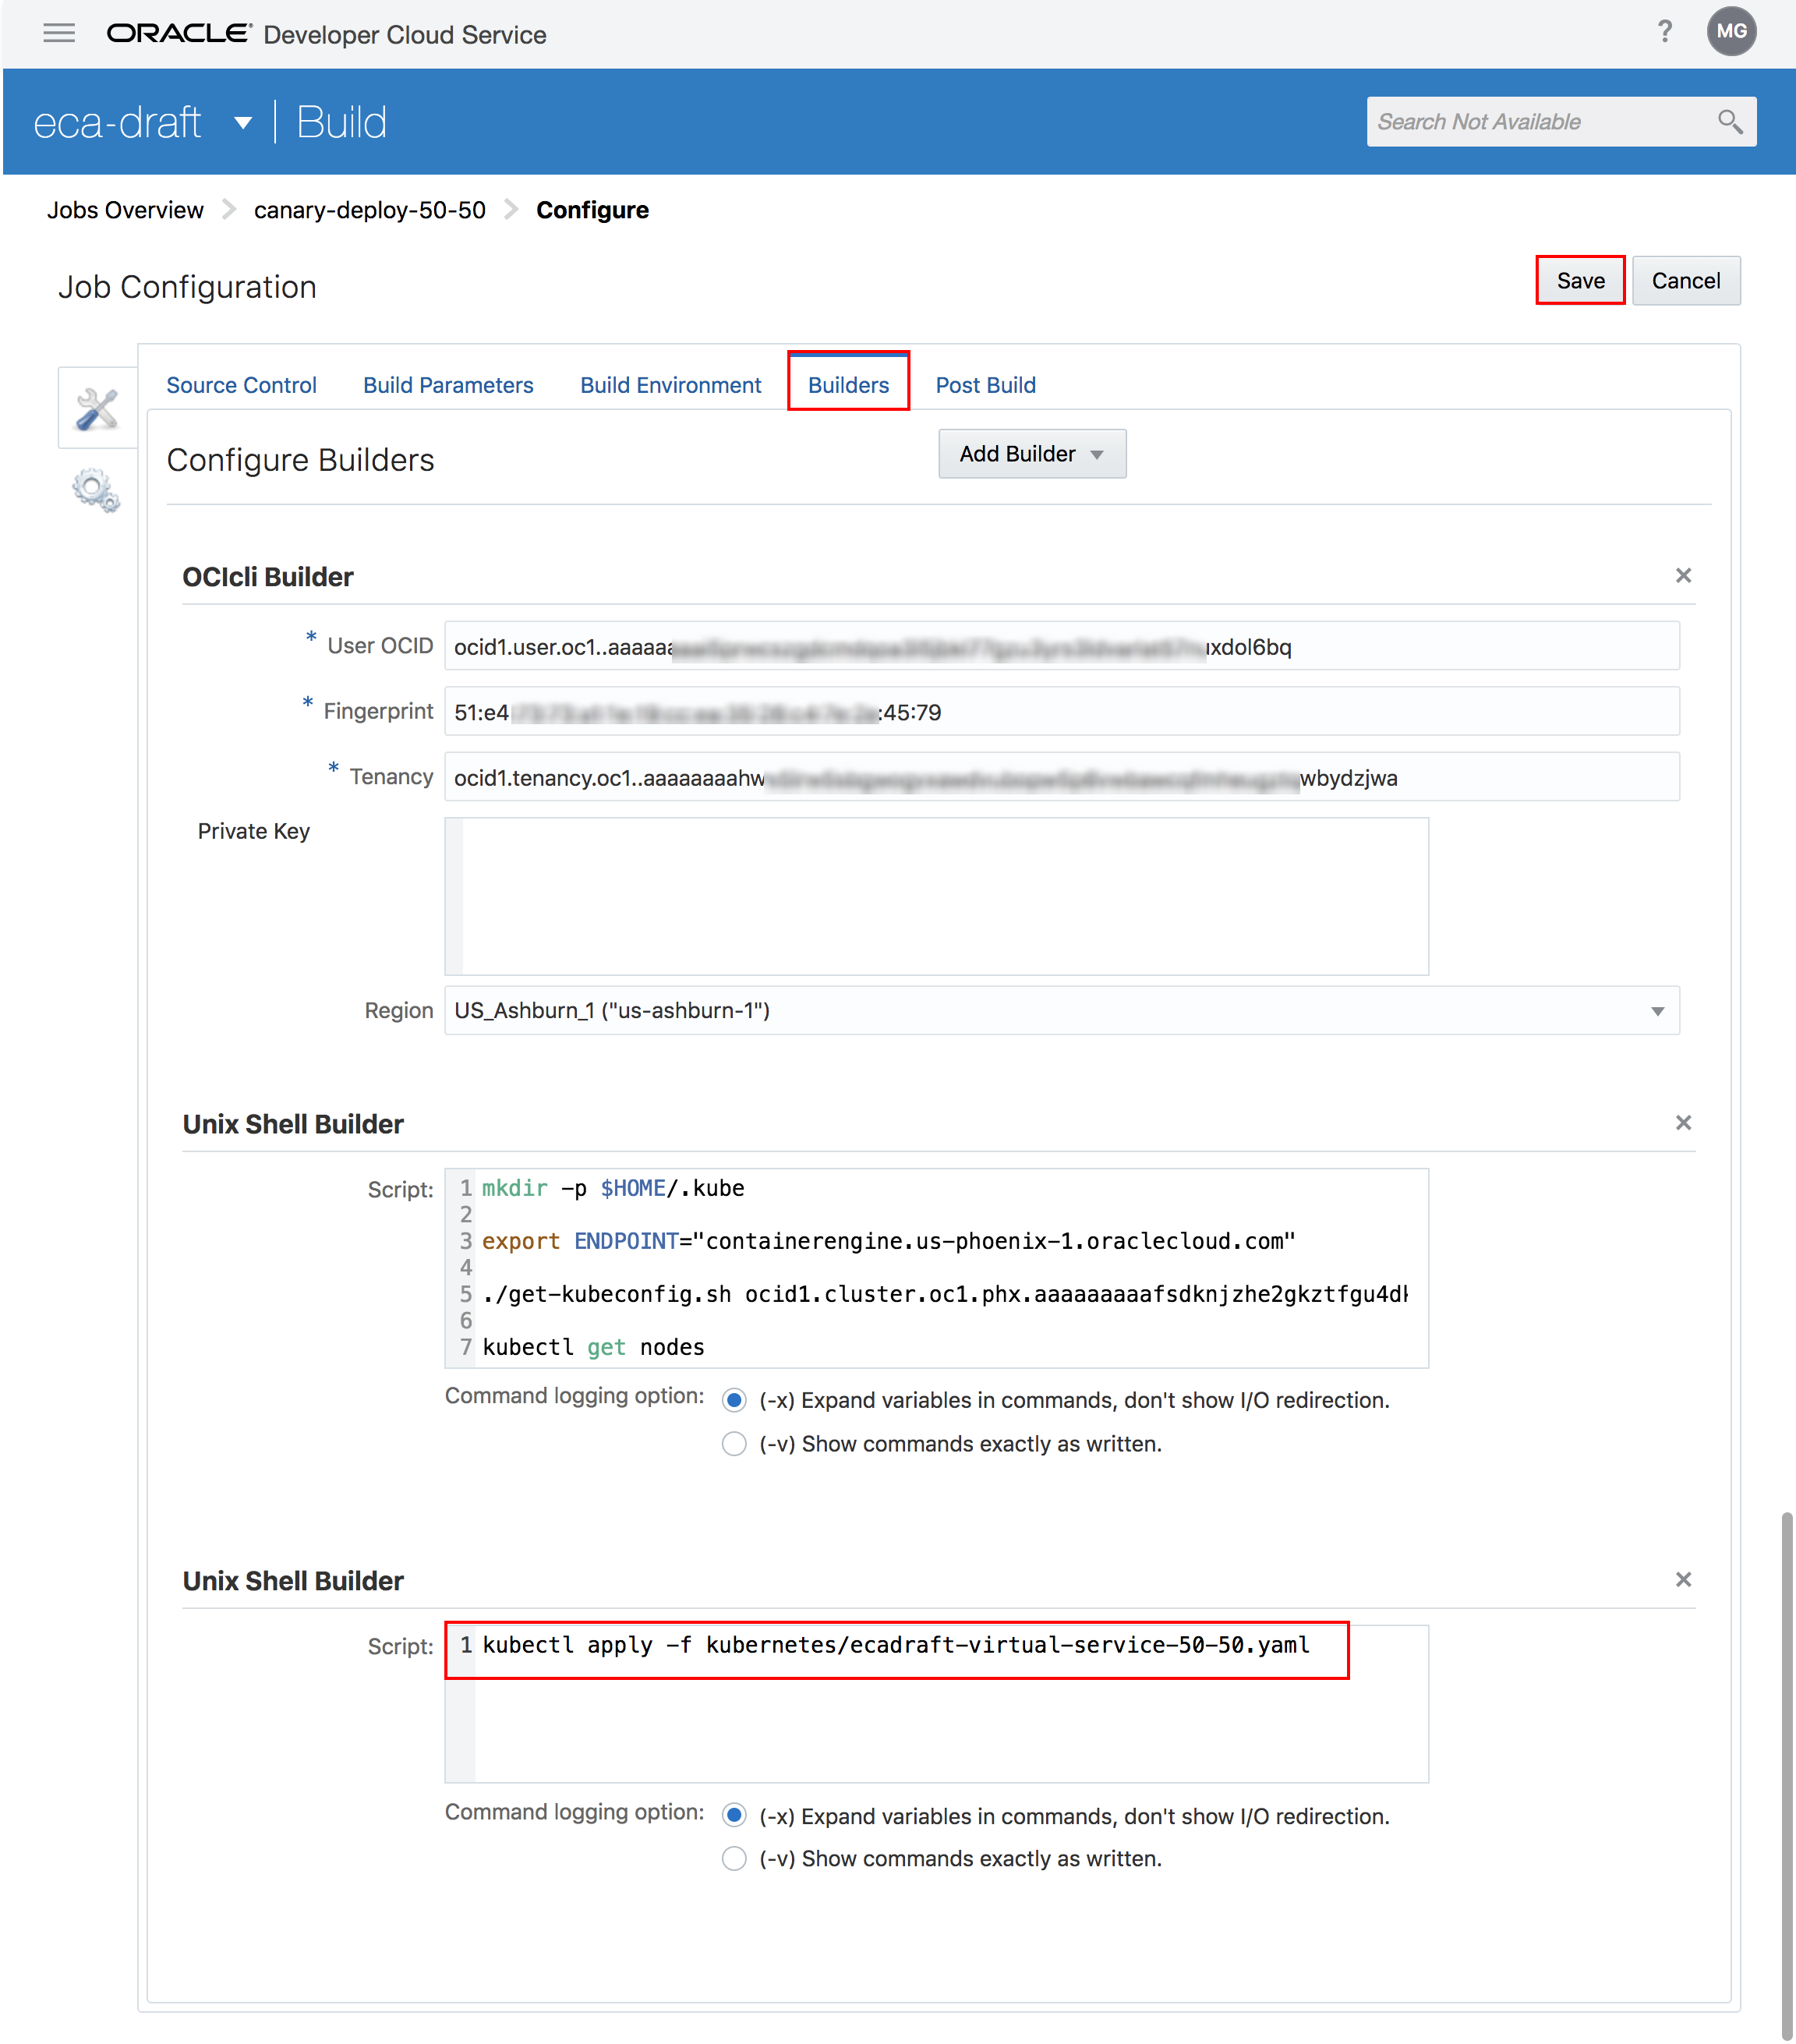 ORACLE Developer Cloud Service ? MG
eca-draft Build Search Not Available
Jobs Overview canary-deploy-50-50 Configure
Job Configuration Save Cancel
Source Control Build Parameters Build Environment Builders Post Build
Configure Builders Add Builder
OCIcli Builder
* User OCID ocid1.user.oc1..aaaaaa uxdol6bq
* Fingerprint 51:e4 :45:79
* Tenancy ocid1.tenancy.oc1..aaaaaaaahw wbydzjwa
Private Key
Region US_Ashburn_1 ("us-ashburn-1")
Unix Shell Builder
Script: 1 mkdir -p $HOME/.kube
2
3 export ENDPOINT="containerengine.us-phoenix-1.oraclecloud.com"
4
5 ./get-kubeconfig.sh ocid1.cluster.oc1.phx.aaaaaaaaafsdknjzhe2gkztfgu4d
6
7 kubectl get nodes
Command logging option: (-x) Expand variables in commands, don't show I/O redirection.
(-v) Show commands exactly as written.
Unix Shell Builder
Script: 1 kubectl apply -f kubernetes/ecadraft-virtual-service-50-50.yaml
Command logging option: (-x) Expand variables in commands, don't show I/O redirection.
(-v) Show commands exactly as written.